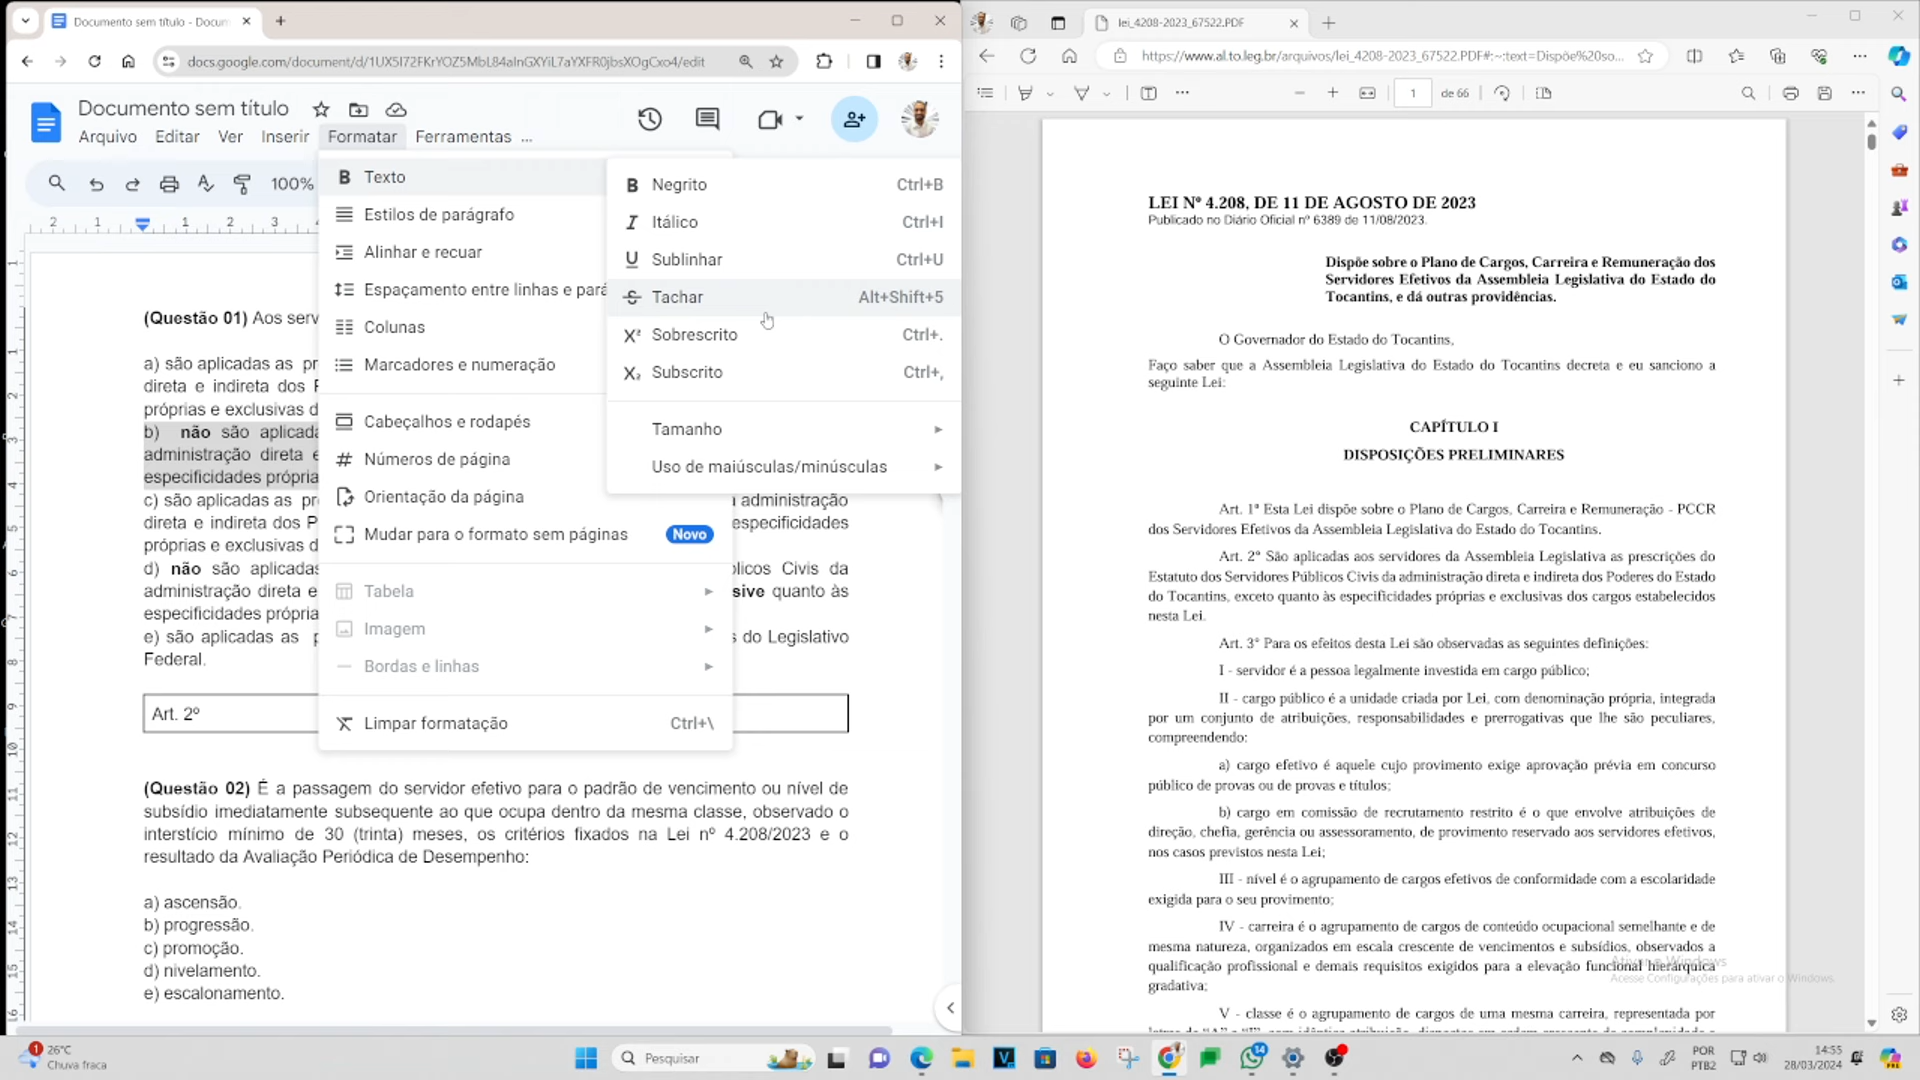 Documento sem título - Docum
docs.google.com/document/d/1UX5I72FKrYOZ5MbL84aInGXYiL7aYXFR0jbsXOgCxo4/edit
Documento sem título
Arquivo Editar Ver Inserir Formatar Ferramentas ...
100%
2 1 1 2 3
Texto
Estilos de parágrafo
Alinhar e recuar
Espaçamento entre linhas e pará
Colunas
Marcadores e numeração
Cabeçalhos e rodapés
Números de página
Orientação da página
Mudar para o formato sem páginas Novo
Tabela
Imagem
Bordas e linhas
Limpar formatação Ctrl+\
Negrito Ctrl+B
Itálico Ctrl+I
Sublinhar Ctrl+U
Tachar Alt+Shift+5
Sobrescrito Ctrl+.
Subscrito Ctrl+,
Tamanho
Uso de maiúsculas/minúsculas
(Questão 01) Aos serv
a) são aplicadas as pr
direta e indireta dos P
próprias e exclusivas d
b) não são aplicada
administração direta e
especificidades própria
c) são aplicadas as pr administração
direta e indireta dos P especificidades
próprias e exclusivas d
d) não são aplicadas blicos Civis da
administração direta e sive quanto às
especificidades própria
e) são aplicadas as p s do Legislativo
Federal.
Art. 2º
(Questão 02) É a passagem do servidor efetivo para o padrão de vencimento ou nível de
subsídio imediatamente subsequente ao que ocupa dentro da mesma classe, observado o
interstício mínimo de 30 (trinta) meses, os critérios fixados na Lei nº 4.208/2023 e o
resultado da Avaliação Periódica de Desempenho:
a) ascensão.
b) progressão.
c) promoção.
d) nivelamento.
e) escalonamento.
lei_4208-2023_67522.PDF
https://www.al.to.leg.br/arquivos/lei_4208-2023_67522.PDF#:~:text=Dispõe%20so...
1 de 66
LEI Nº 4.208, DE 11 DE AGOSTO DE 2023
Publicado no Diário Oficial nº 6389 de 11/08/2023.
Dispõe sobre o Plano de Cargos, Carreira e Remuneração dos
Servidores Efetivos da Assembleia Legislativa do Estado do
Tocantins, e dá outras providências.
O Governador do Estado do Tocantins,
Faço saber que a Assembleia Legislativa do Estado do Tocantins decreta e eu sanciono a
seguinte Lei:
CAPÍTULO I
DISPOSIÇÕES PRELIMINARES
Art. 1º Esta Lei dispõe sobre o Plano de Cargos, Carreira e Remuneração - PCCR
dos Servidores Efetivos da Assembleia Legislativa do Estado do Tocantins.
Art. 2º São aplicadas aos servidores da Assembleia Legislativa as prescrições do
Estatuto dos Servidores Públicos Civis da administração direta e indireta dos Poderes do Estado
do Tocantins, exceto quanto às especificidades próprias e exclusivas dos cargos estabelecidos
nesta Lei.
Art. 3º Para os efeitos desta Lei são observadas as seguintes definições:
I - servidor é a pessoa legalmente investida em cargo público;
II - cargo público é a unidade criada por Lei, com denominação própria, integrada
por um conjunto de atribuições, responsabilidades e prerrogativas que lhe são peculiares,
compreendendo:
a) cargo efetivo é aquele cujo provimento exige aprovação prévia em concurso
público de provas ou de provas e títulos;
b) cargo em comissão de recrutamento restrito é o que envolve atribuições de
direção, chefia, gerência ou assessoramento, de provimento reservado aos servidores efetivos,
nos casos previstos nesta Lei;
III - nível é o agrupamento de cargos efetivos de conformidade com a escolaridade
exigida para o seu provimento;
IV - carreira é o agrupamento de cargos de conteúdo ocupacional semelhante e de
mesma natureza, organizados em escala crescente de vencimentos e subsídios, observados a
qualificação profissional e demais requisitos exigidos para a elevação funcional hierárquica
gradativa;
V - classe é o agrupamento de cargos de uma mesma carreira, representada por
Ativar o Windows
Acesse Configurações para ativar o Windows.
1 26°C
Chuva fraca
Pesquisar
14
POR
PTB2
14:55
28/03/2024